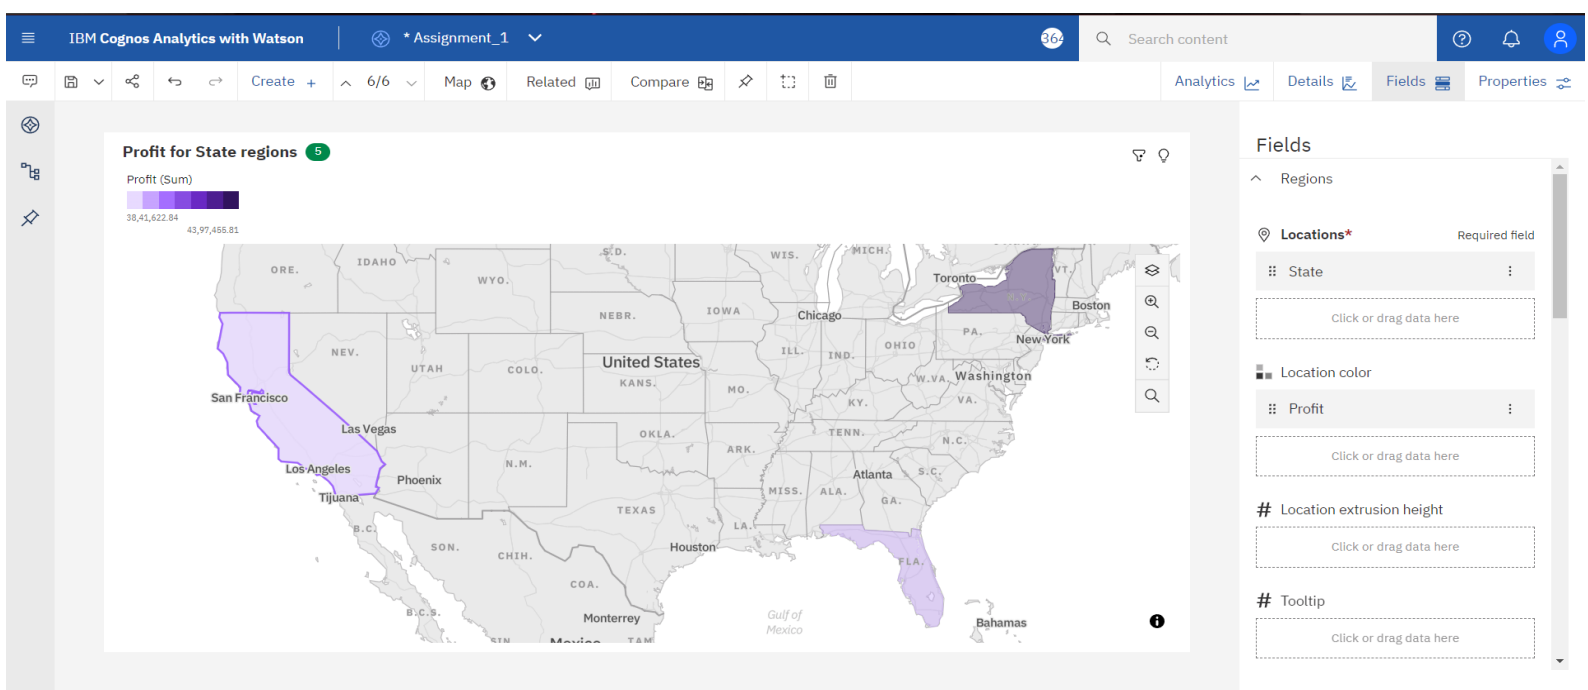 IBM Cognos Analytics with Watson
* Assignment_1
364
Search content
Create +
6/6
Map
Related
Compare
Analytics
Details
Fields
Properties
Profit for State regions 5
Profit (Sum)
38,41,622.84
43,97,455.81
ORE.
IDAHO
WYO.
S.D.
WIS.
MICH.
VT.
Toronto
N.Y.
Boston
NEBR.
IOWA
Chicago
NEV.
UTAH
COLO.
United States
KANS.
MO.
ILL.
IND.
OHIO
PA.
New York
W.VA.
Washington
VA.
KY.
San Francisco
Las Vegas
Los Angeles
Tijuana
Phoenix
N.M.
OKLA.
ARK.
TENN.
N.C.
Atlanta
S.C.
MISS.
ALA.
GA.
TEXAS
LA.
B.C.
SON.
CHIH.
Houston
FLA.
COA.
B.C.S.
Monterrey
Gulf of
Mexico
Bahamas
SIN
Mexico
TAM
Fields
Regions
Locations*
Required field
State
Click or drag data here
Location color
Profit
Click or drag data here
# Location extrusion height
Click or drag data here
# Tooltip
Click or drag data here